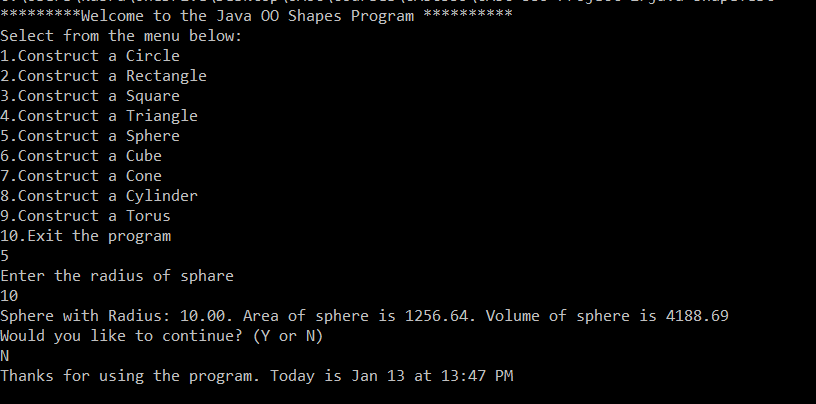 *********Welcome to the Java OO Shapes Program **********
Select from the menu below:
1.Construct a Circle
2.Construct a Rectangle
3.Construct a Square
4.Construct a Triangle
5.Construct a Sphere
6.Construct a Cube
7.Construct a Cone
8.Construct a Cylinder
9.Construct a Torus
10.Exit the program
5
Enter the radius of sphare
10
Sphere with Radius: 10.00. Area of sphere is 1256.64. Volume of sphere is 4188.69
Would you like to continue? (Y or N)
N
Thanks for using the program. Today is Jan 13 at 13:47 PM